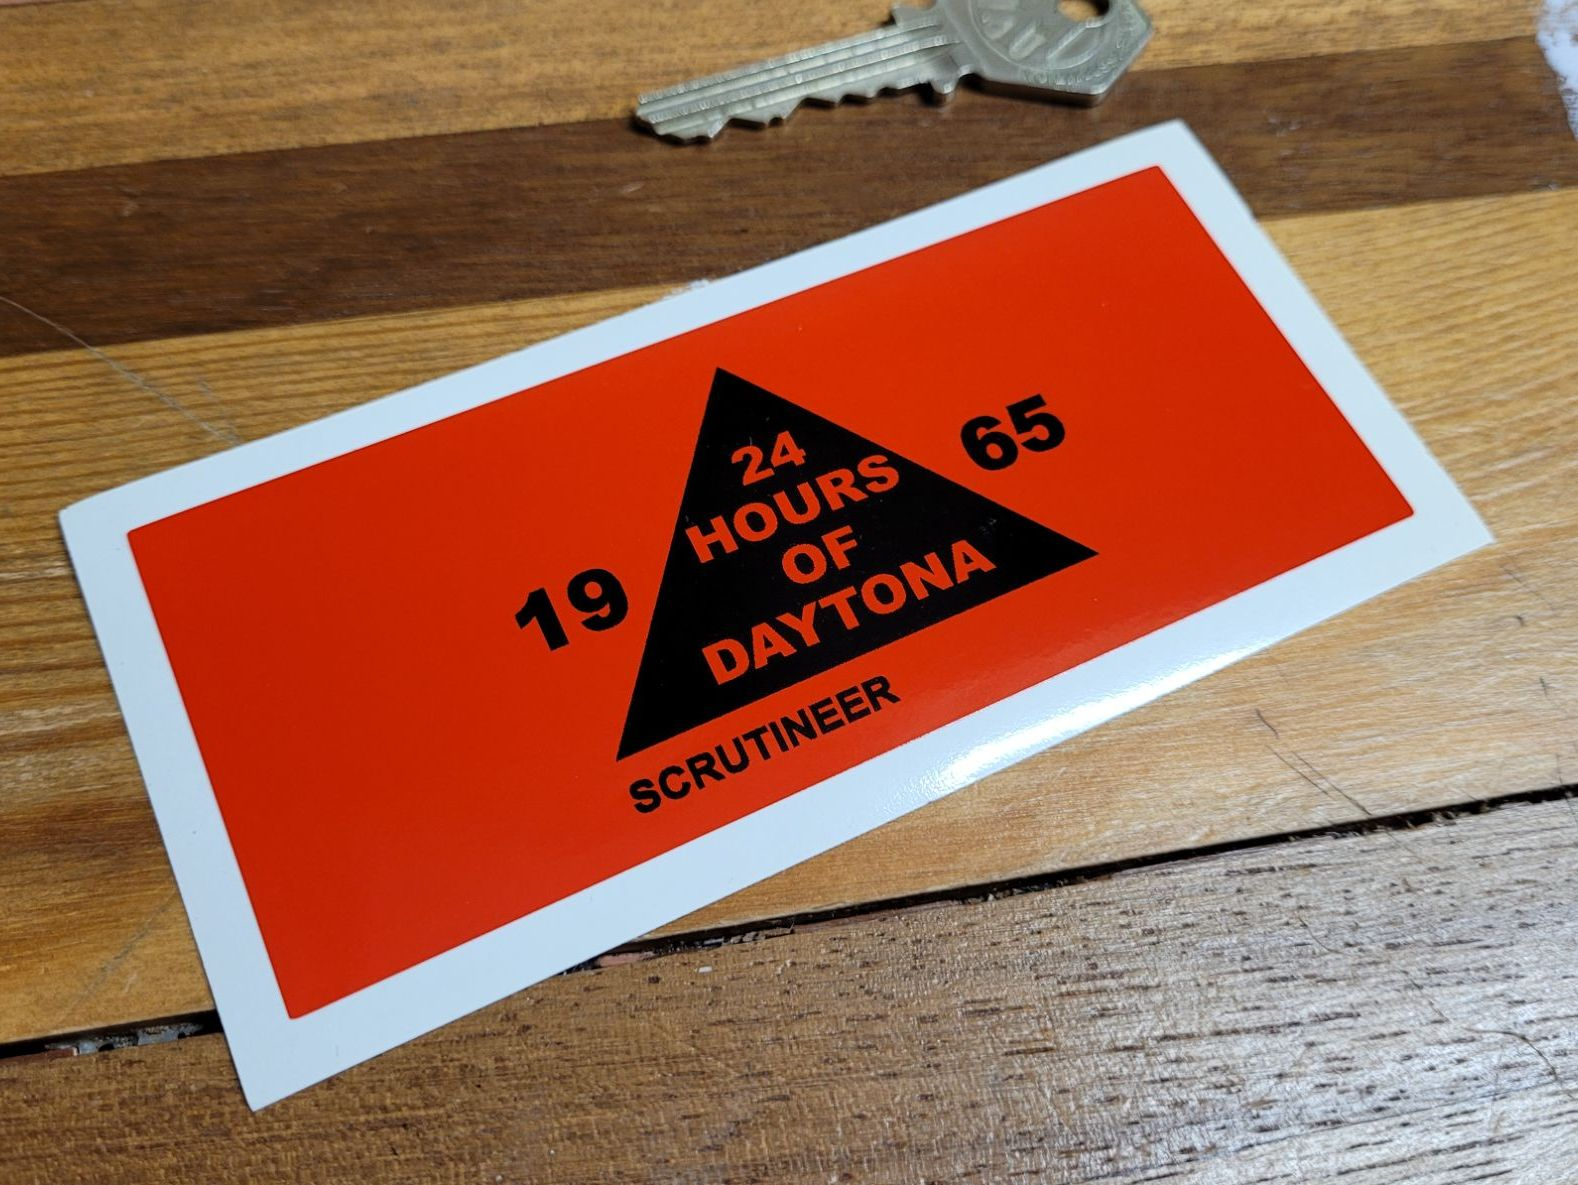 24
HOURS
OF
DAYTONA
19 65
SCRUTINEER